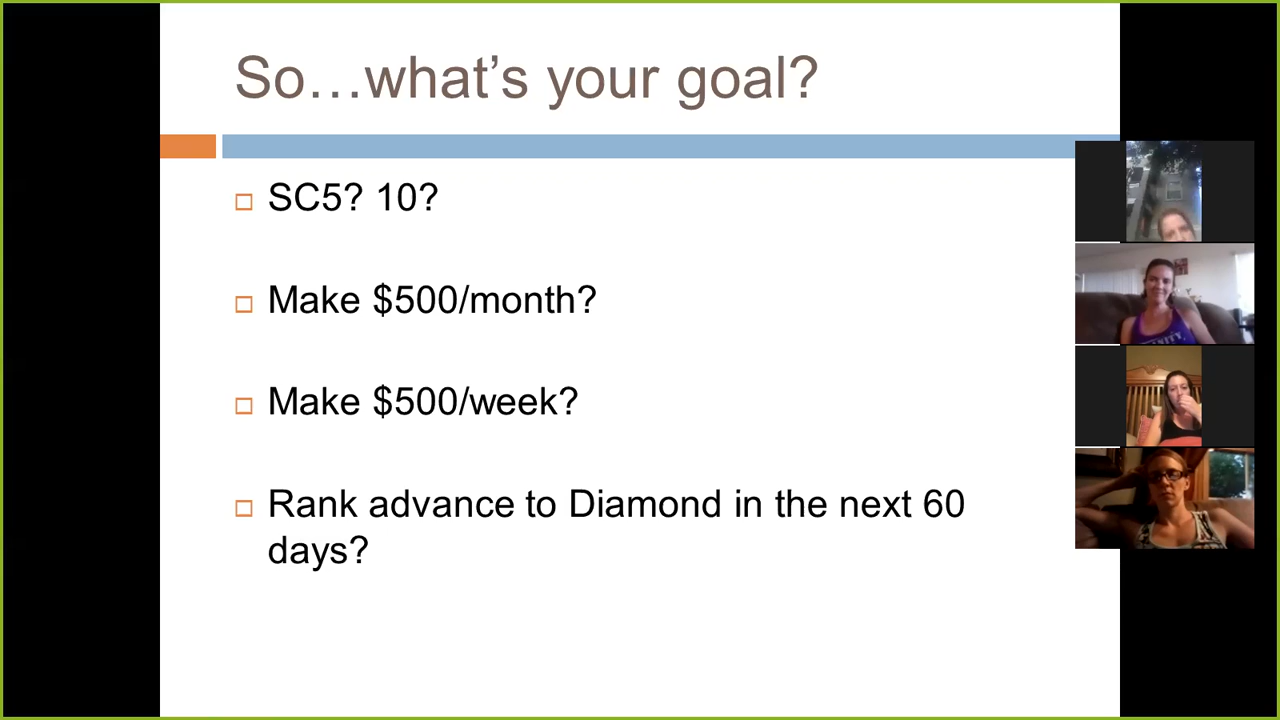 So…what’s your goal?
SC5? 10?
Make $500/month?
Make $500/week?
Rank advance to Diamond in the next 60
days?